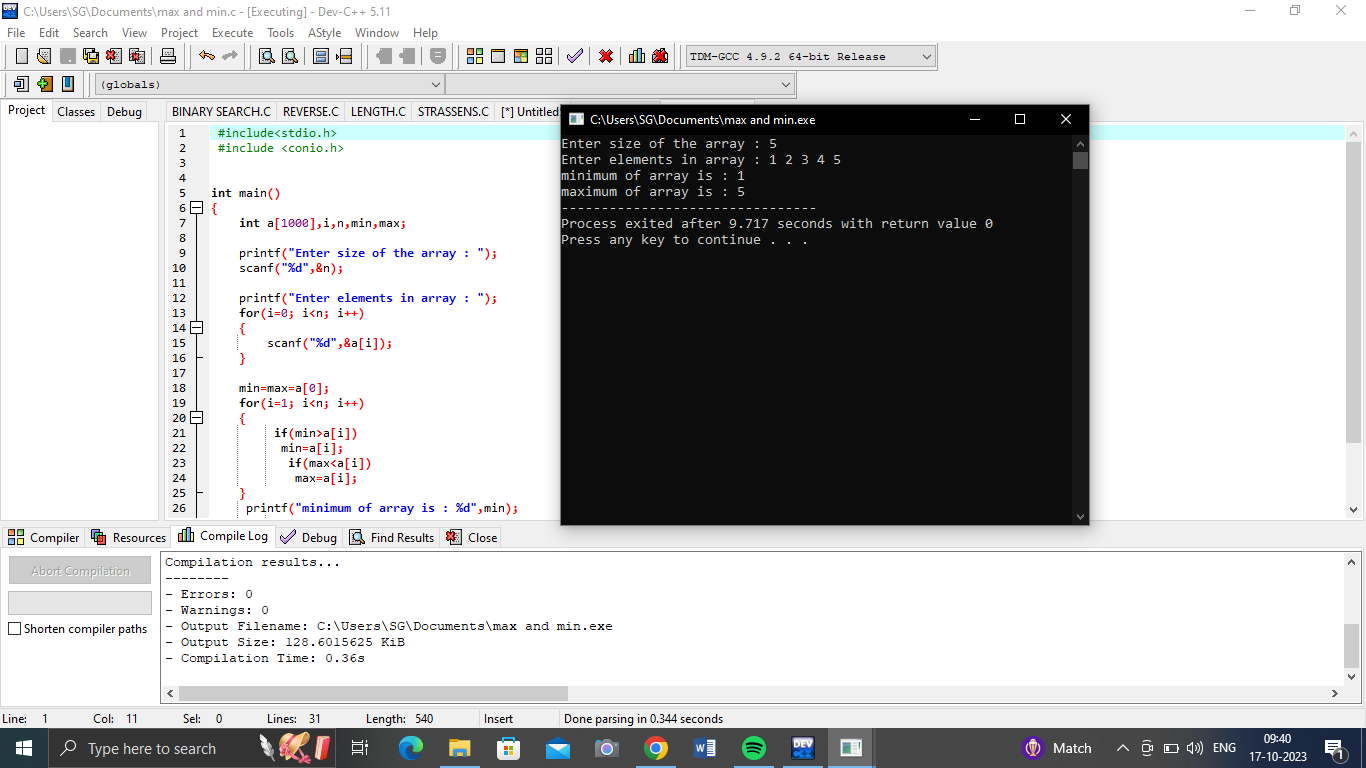 C:\Users\SG\Documents\max and min.c - [Executing] - Dev-C++ 5.11
File Edit Search View Project Execute Tools AStyle Window Help
TDM-GCC 4.9.2 64-bit Release
(globals)
Project Classes Debug
BINARY SEARCH.C REVERSE.C LENGTH.C STRASSENS.C [*] Untitled
1 #include<stdio.h>
2 #include <conio.h>
3
4
5 int main()
6 {
7 int a[1000],i,n,min,max;
8
9 printf("Enter size of the array : ");
10 scanf("%d",&n);
11
12 printf("Enter elements in array : ");
13 for(i=0; i<n; i++)
14 {
15 scanf("%d",&a[i]);
16 }
17
18 min=max=a[0];
19 for(i=1; i<n; i++)
20 {
21 if(min>a[i])
22 min=a[i];
23 if(max<a[i])
24 max=a[i];
25 }
26 printf("minimum of array is : %d",min);
C:\Users\SG\Documents\max and min.exe
Enter size of the array : 5
Enter elements in array : 1 2 3 4 5
minimum of array is : 1
maximum of array is : 5
--------------------------------
Process exited after 9.717 seconds with return value 0
Press any key to continue . . .
Compiler Resources Compile Log Debug Find Results Close
Abort Compilation
Shorten compiler paths
Compilation results...
--------
- Errors: 0
- Warnings: 0
- Output Filename: C:\Users\SG\Documents\max and min.exe
- Output Size: 128.6015625 KiB
- Compilation Time: 0.36s
Line: 1 Col: 11 Sel: 0 Lines: 31 Length: 540 Insert Done parsing in 0.344 seconds
Type here to search
DEV
Match
ENG
09:40
17-10-2023
1